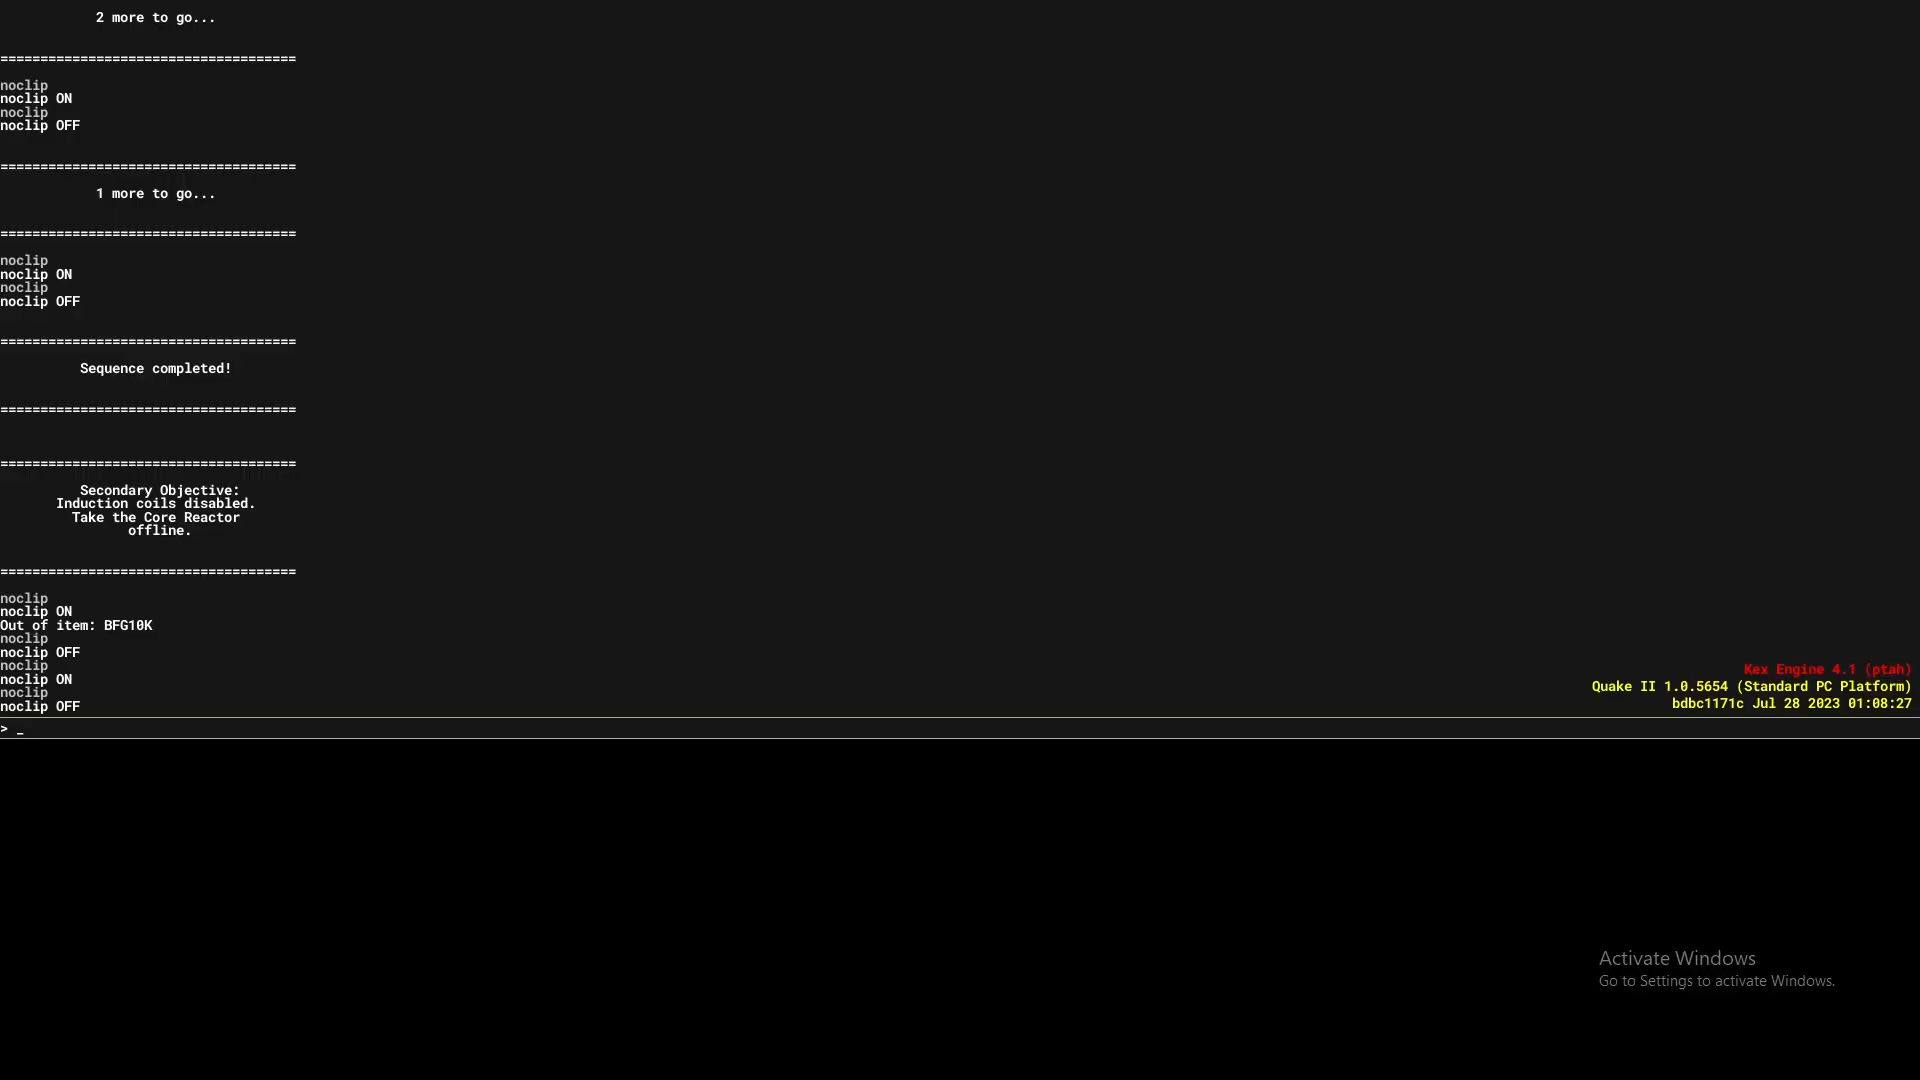 2 more to go...
=====================================
noclip
noclip ON
noclip
noclip OFF
=====================================
1 more to go...
=====================================
noclip
noclip ON
noclip
noclip OFF
=====================================
Sequence completed!
=====================================
=====================================
Secondary Objective:
Induction coils disabled.
Take the Core Reactor
offline.
=====================================
noclip
noclip ON
Out of item: BFG10K
noclip
noclip OFF
noclip
noclip ON
noclip
noclip OFF
Kex Engine 4.1 (ptah)
Quake II 1.0.5654 (Standard PC Platform)
bdbc1171c Jul 28 2023 01:08:27
> _
Activate Windows
Go to Settings to activate Windows.